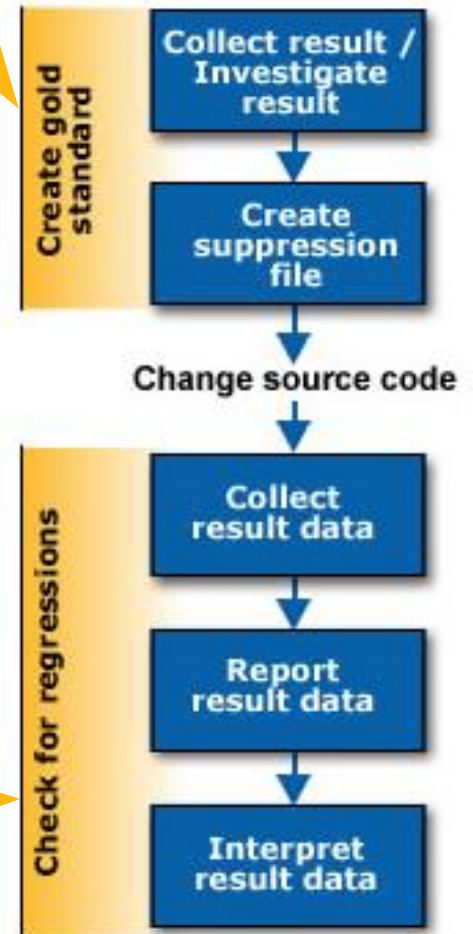 Create gold
standard
Collect result /
Investigate
result
Create
suppression
file
Change source code
Check for regressions
Collect
result data
Report
result data
Interpret
result data